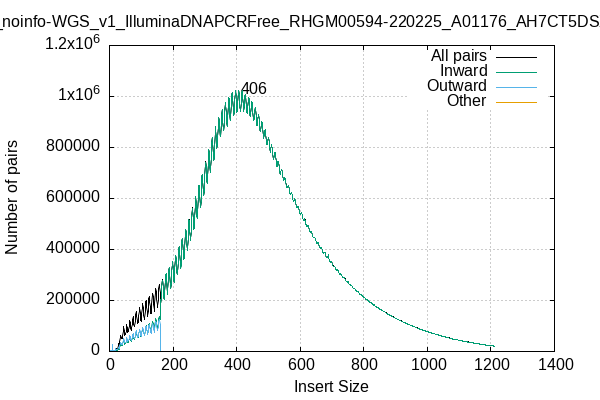 _noinfo-WGS_v1_IlluminaDNAPCRFree_RHGM00594-220225_A01176_AH7CT5DS
1.2x10^6
1x10^6
800000
600000
400000
200000
0
Number of pairs
406
All pairs
Inward
Outward
Other
0 200 400 600 800 1000 1200 1400
Insert Size